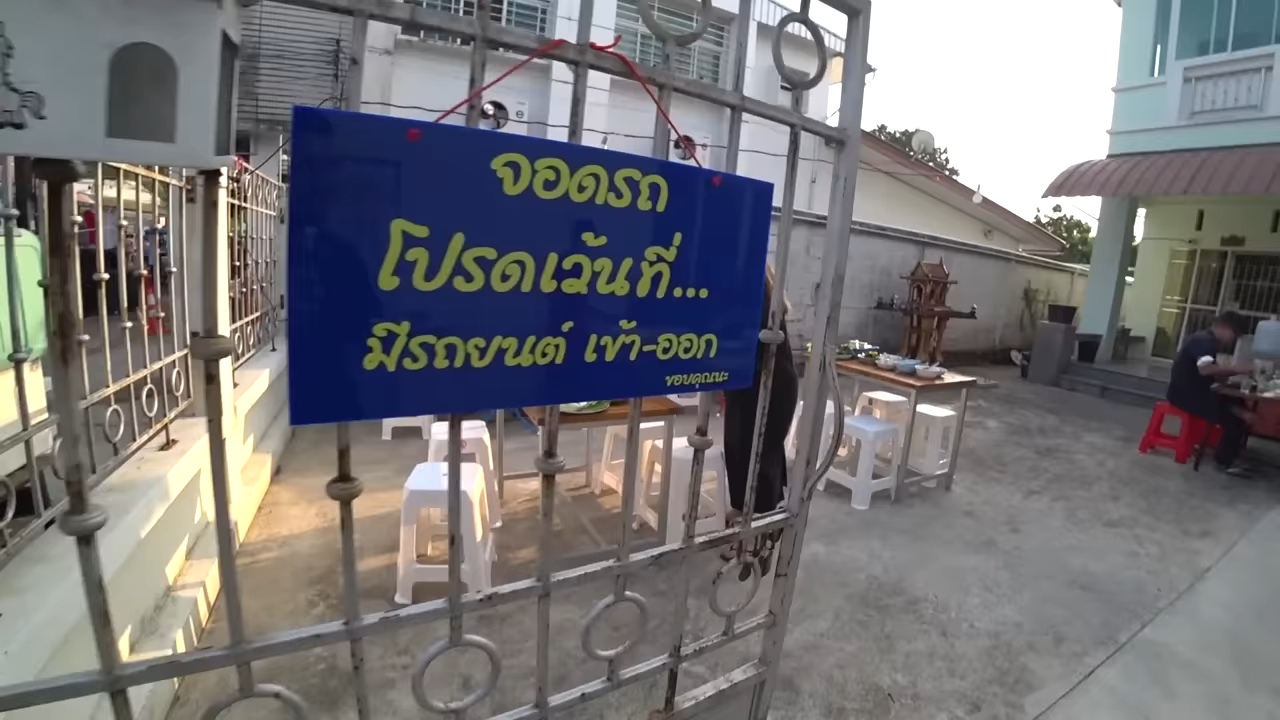 จอดรถ
โปรดเว้นที่...
มีรถยนต์ เข้า-ออก
ขอบคุณนะ